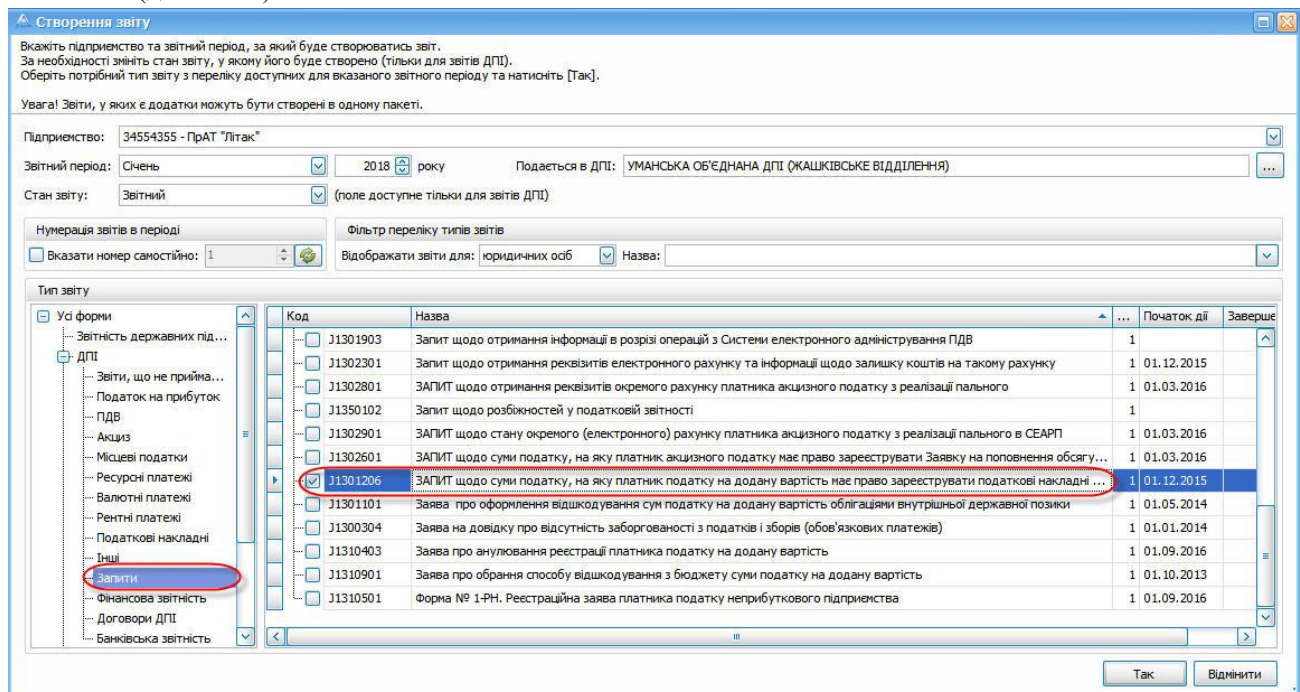 Створення звіту
Вкажіть підприємство та звітний період, за який буде створюватись звіт.
За необхідності змініть стан звіту, у якому його буде створено (тільки для звітів ДПІ).
Оберіть потрібний тип звіту з переліку доступних для вказаного звітного періоду та натисніть [Так].
Увага! Звіти, у яких є додатки можуть бути створені в одному пакеті.
Підприємство: 34554355 - ПрАТ "Літак"
Звітний період: Січень 2018 року Подається в ДПІ: УМАНСЬКА ОБ'ЄДНАНА ДПІ (ЖАШКІВСЬКЕ ВІДДІЛЕННЯ) ...
Стан звіту: Звітний (поле доступне тільки для звітів ДПІ)
Нумерація звітів в періоді Фільтр переліку типів звітів
Вказати номер самостійно: 1 Відображати звіти для: юридичних осіб Назва:
Тип звіту
Усі форми
Звітність державних під...
ДПІ
Звіти, що не прийма...
Податок на прибуток
ПДВ
Акциз
Місцеві податки
Ресурсні платежі
Валютні платежі
Рентні платежі
Податкові накладні
Інші
Запити
Фінансова звітність
Договори ДПІ
Банківська звітність
Код Назва ... Початок дії Заверше
J1301903 Запит щодо отримання інформації в розрізі операцій з Системи електронного адміністрування ПДВ 1
J1302301 Запит щодо отримання реквізитів електронного рахунку та інформації щодо залишку коштів на такому рахунку 1 01.12.2015
J1302801 ЗАПИТ щодо отримання реквізитів окремого рахунку платника акцизного податку з реалізації пального 1 01.03.2016
J1350102 Запит щодо розбіжностей у податковій звітності 1
J1302901 ЗАПИТ щодо стану окремого (електронного) рахунку платника акцизного податку з реалізації пального в СЕАРП 1 01.03.2016
J1302601 ЗАПИТ щодо суми податку, на яку платник акцизного податку має право зареєструвати Заявку на поповнення обсягу... 1 01.03.2016
J1301206 ЗАПИТ щодо суми податку, на яку платник податку на додану вартість має право зареєструвати податкові накладні ... 1 01.12.2015
J1301101 Заява про оформлення відшкодування сум податку на додану вартість облігаціями внутрішньої державної позики 1 01.05.2014
J1300304 Заява на довідку про відсутність заборгованості з податків і зборів (обов'язкових платежів) 1 01.01.2014
J1310403 Заява про анулювання реєстрації платника податку на додану вартість 1 01.09.2016
J1310901 Заява про обрання способу відшкодування з бюджету суми податку на додану вартість 1 01.10.2013
J1310501 Форма № 1-РН. Реєстраційна заява платника податку неприбуткового підприємства 1 01.09.2016
Так Відмінити